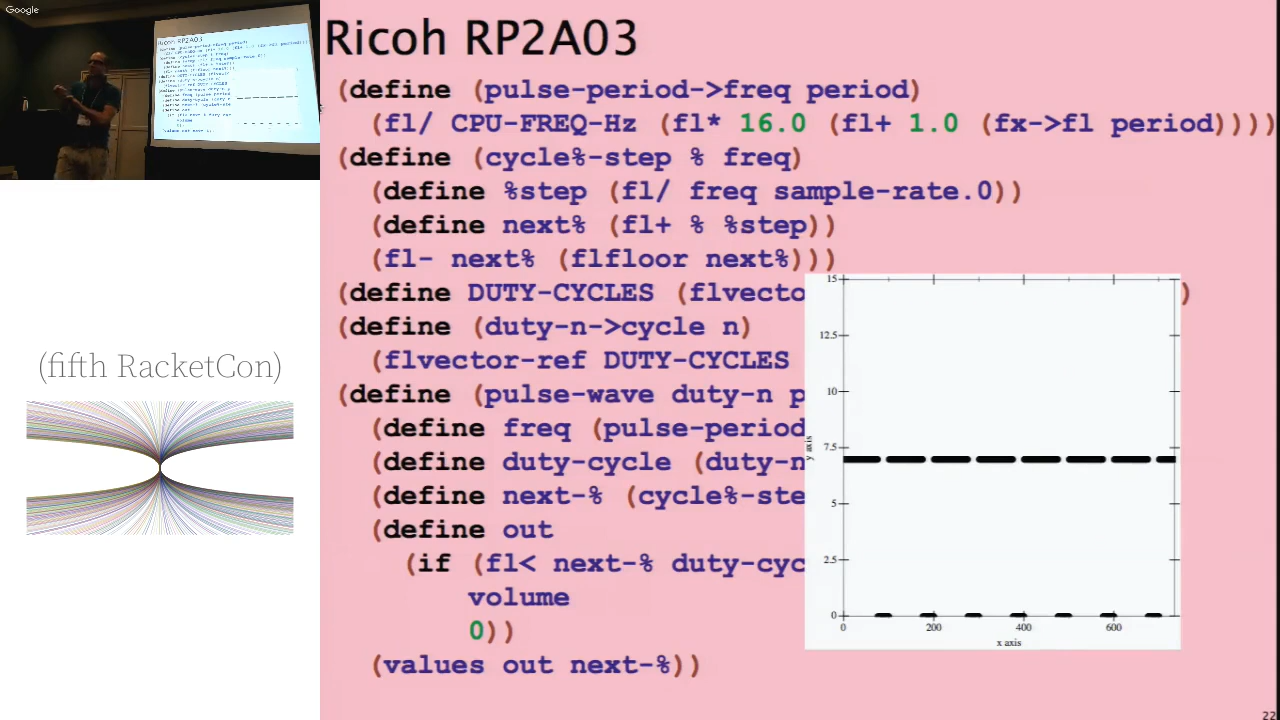 Google
Ricoh RP2A03
(define (pulse-period->freq period)
(fl/ CPU-FREQ-Hz (fl* 16.0 (fl+ 1.0 (fx->fl period))))
(define (cycle%-step % freq)
(define %step (fl/ freq sample-rate.0))
(define next% (fl+ % %step))
(fl- next% (flfloor next%)))
(define DUTY-CYCLES (flvecto )
(define (duty-n->cycle n)
(flvector-ref DUTY-CYCLES
(define (pulse-wave duty-n p
(define freq (pulse-period
(define duty-cycle (duty-n
(define next-% (cycle%-ste
(define out
(if (fl< next-% duty-cyc
volume
0))
(values out next-%))
15
12.5
10
7.5
5
2.5
0
y axis
0 200 400 600
x axis
(fifth RacketCon)
22